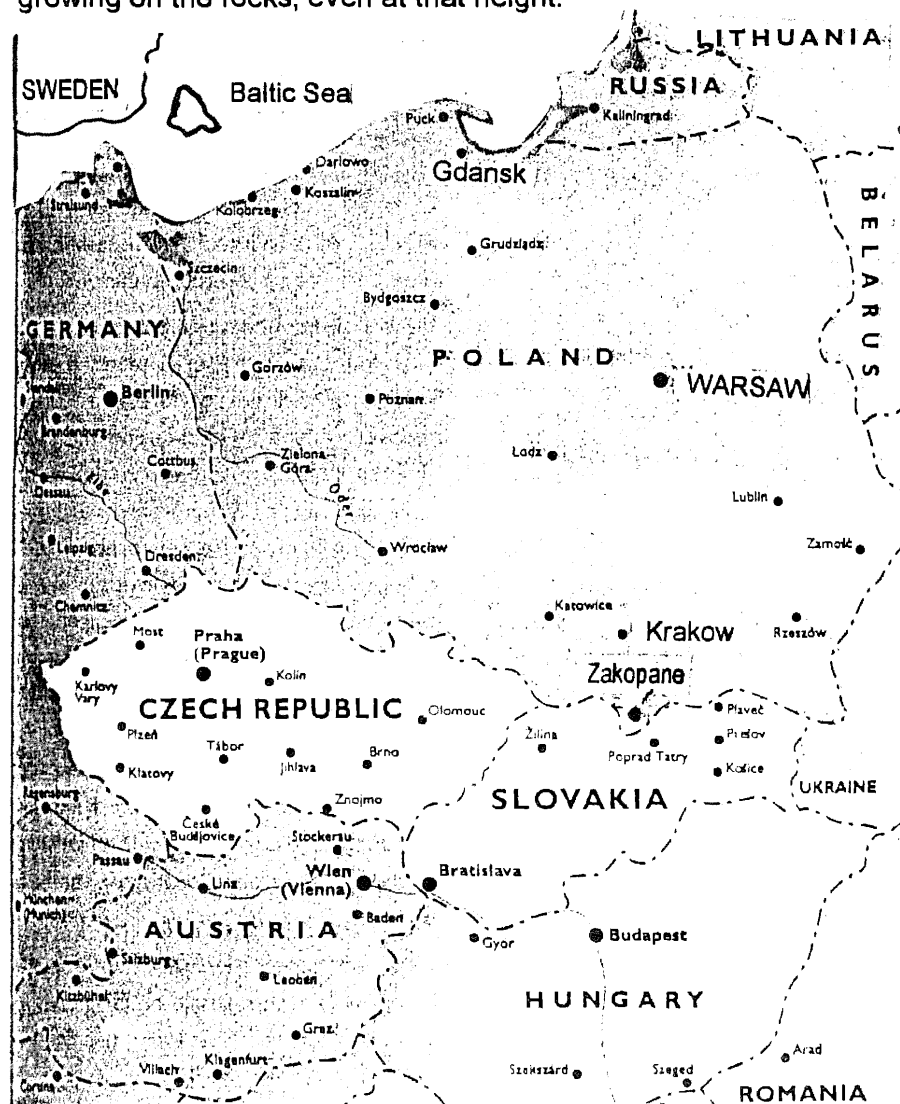 growing on the rocks, even at that height.
LITHUANIA
SWEDEN
Baltic Sea
RUSSIA
Puck
Kaliningrad
Gdansk
Darlowo
Koszalin
Kolobrzeg
Stralsund
BELARUS
Grudziądz
Szczecin
Bydgoszcz
GERMANY
POLAND
Gorzów
WARSAW
Berlin
Poznan
Brandenburg
Cottbus
Zielona
Góra
Lodz
Dessau
Elbe
Oder
Lublin
Leipzig
Dresden
Wroclaw
Zamość
Chemnitz
Katowice
Most
Praha
(Prague)
Krakow
Rzeszów
Karlovy
Vary
Kolin
Zakopane
CZECH REPUBLIC
Olomouc
Plaveč
Plzeň
Žilina
Prešov
Tábor
Jihlava
Brno
Poprad Tatry
Klatovy
Košice
UKRAINE
Regensburg
Znojmo
SLOVAKIA
České
Budějovice
Stockerau
Passau
Wien
(Vienna)
Bratislava
Linz
München
(Munich)
Baden
AUSTRIA
Gyor
Budapest
Salzburg
Leoben
Kitzbühel
HUNGARY
Graz
Arad
Villach
Klagenfurt
Szekszárd
Szeged
ROMANIA